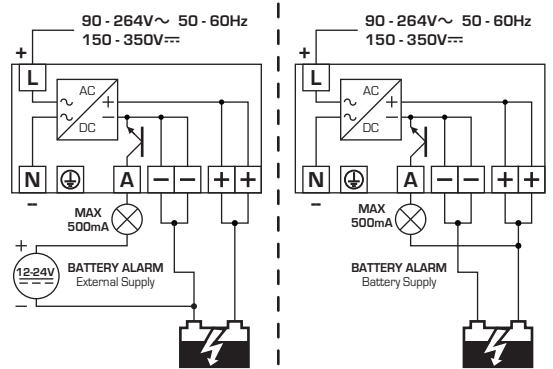 90 - 264V∼ 50 - 60Hz
150 - 350V⎓
+
L
AC
∼
+
∼
−
DC
N
A
− − + +
−
MAX
500mA
+
12-24V
−
BATTERY ALARM
External Supply
90 - 264V∼ 50 - 60Hz
150 - 350V⎓
+
L
AC
∼
+
∼
−
DC
N
A
− − + +
−
MAX
500mA
BATTERY ALARM
Battery Supply